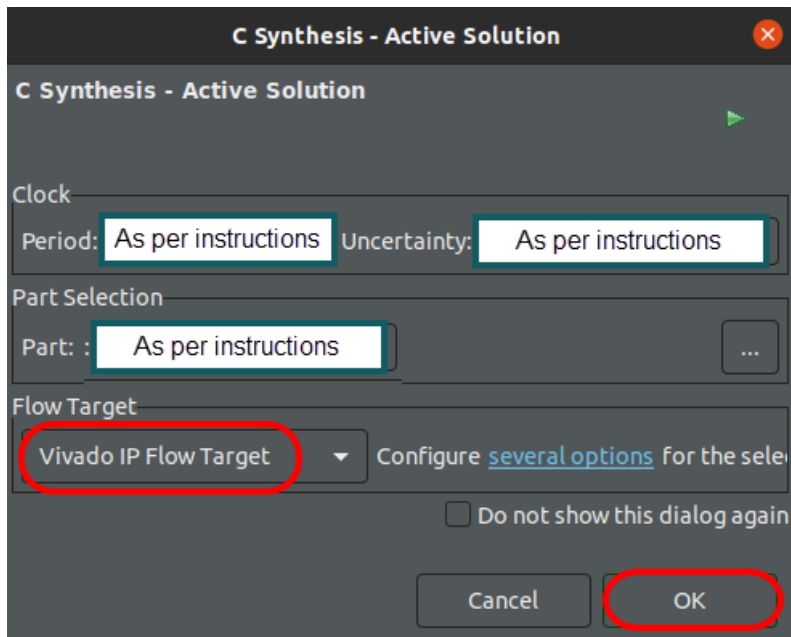 C Synthesis - Active Solution
C Synthesis - Active Solution
Clock
Period: As per instructions Uncertainty: As per instructions
Part Selection
Part: : As per instructions ...
Flow Target
Vivado IP Flow Target Configure several options for the sele
Do not show this dialog again
Cancel OK